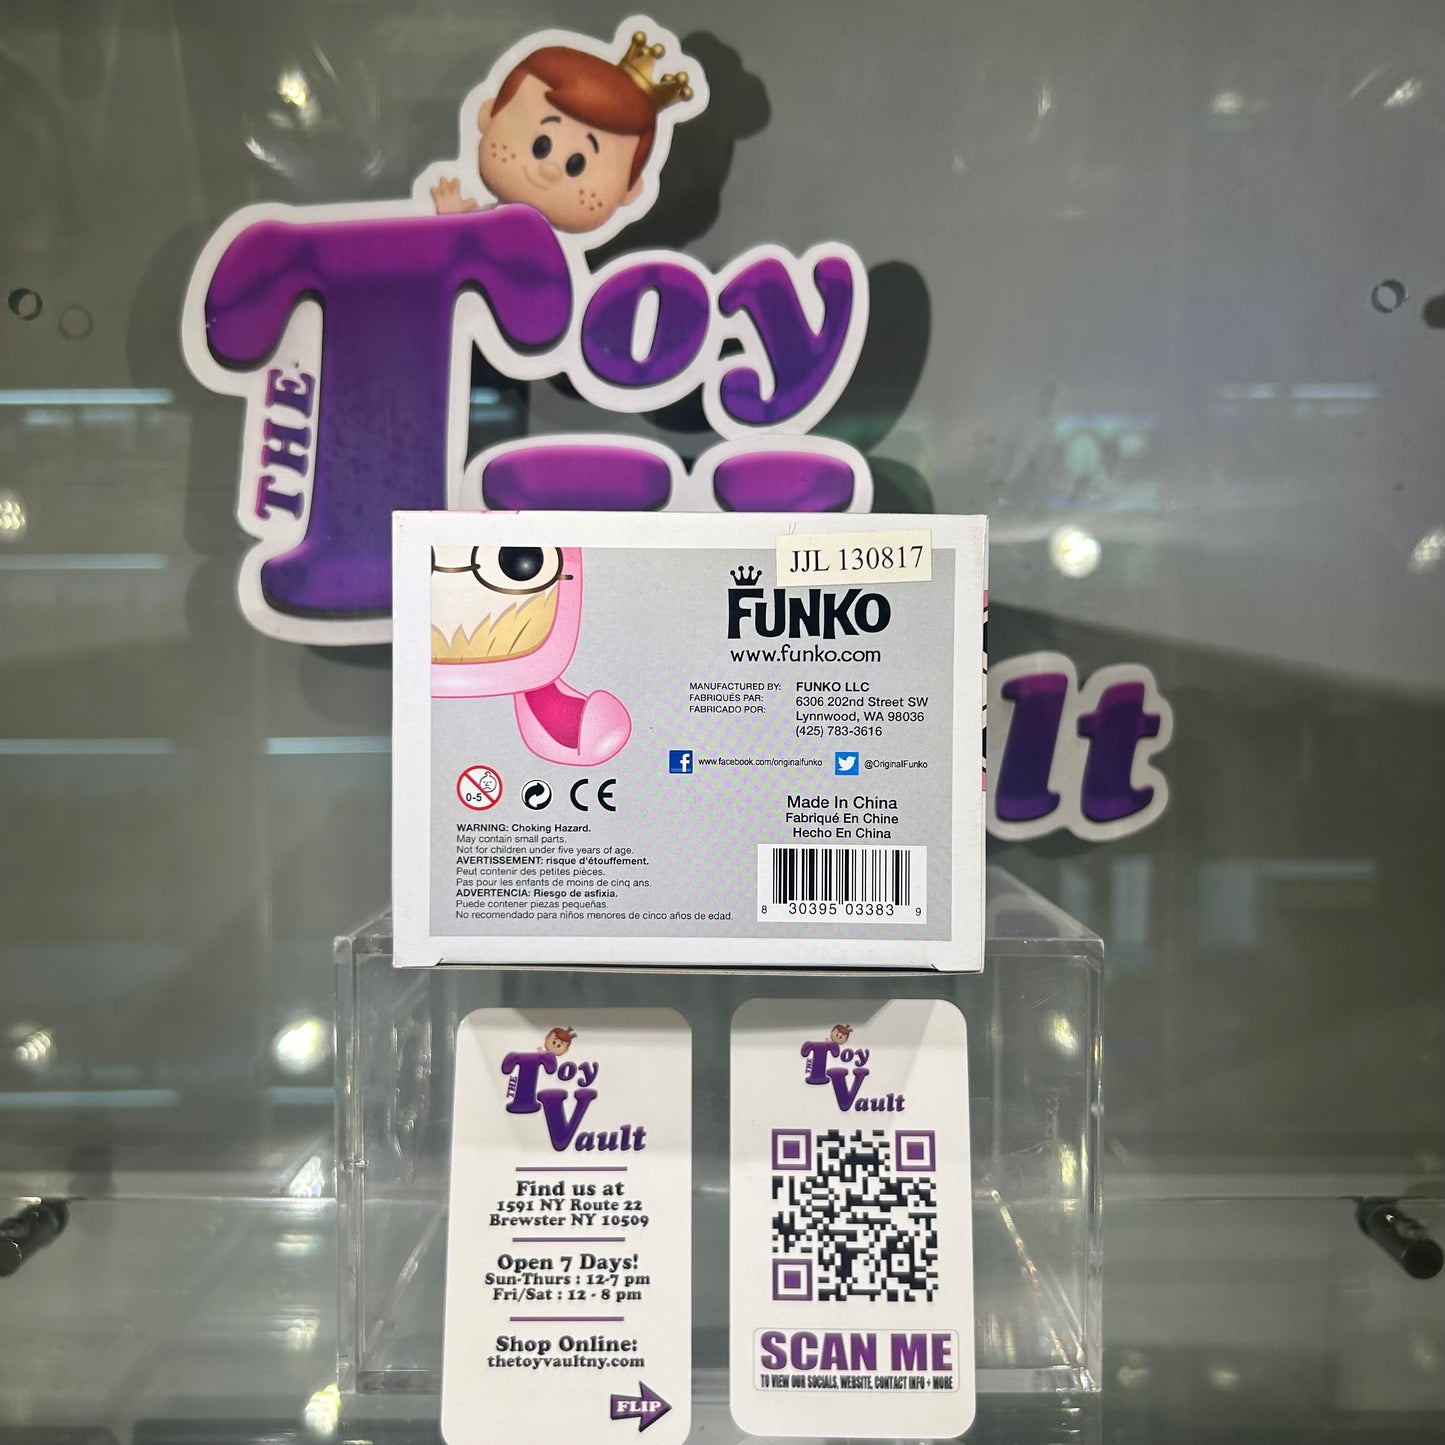 THE Toy
lt
JJL 130817
FUNKO
www.funko.com
MANUFACTURED BY:
FABRIQUÉS PAR:
FABRICADO POR:
FUNKO LLC
6306 202nd Street SW
Lynnwood, WA 98036
(425) 783-3616
www.facebook.com/originalfunko
@OriginalFunko
0-5
CE
Made In China
Fabriqué En Chine
Hecho En China
WARNING: Choking Hazard.
May contain small parts.
Not for children under five years of age.
AVERTISSEMENT: risque d'étouffement.
Peut contenir des petites pièces.
Pas pour les enfants de moins de cinq ans.
ADVERTENCIA: Riesgo de asfixia.
Puede contener piezas pequeñas.
No recomendado para niños menores de cinco años de edad.
8 30395 03383 9
THE Toy
Vault
Find us at
1591 NY Route 22
Brewster NY 10509
Open 7 Days!
Sun-Thurs : 12-7 pm
Fri/Sat : 12 - 8 pm
Shop Online:
thetoyvaultny.com
FLIP
THE Toy
Vault
SCAN ME
TO VIEW OUR SOCIALS, WEBSITE, CONTACT INFO + MORE